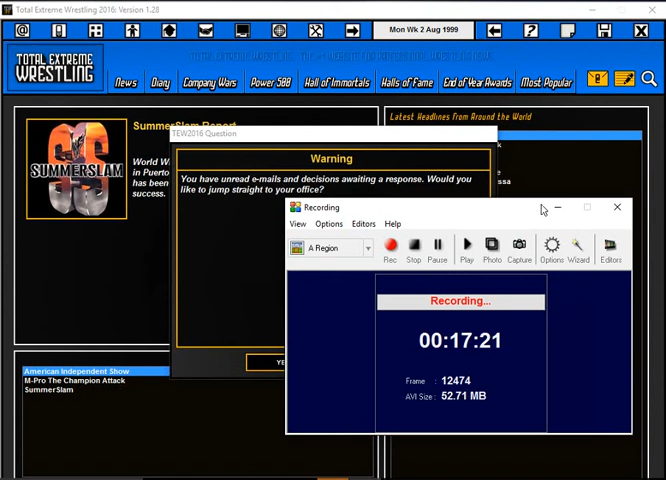 Total Extreme Wrestling 2016: Version 1.28
Mon Wk 2 Aug 1999
TOTAL EXTREME
WRESTLING
News Diary Company Wars Power 500 Hall of Immortals Halls of Fame End of Year Awards Most Popular
SummerSlam Report
Latest Headlines from Around the World
SUMMERSLAM
World W
in Puerto
has been
success.
TEW2016 Question
Warning
You have unread e-mails and decisions awaiting a response. Would you
like to jump straight to your office?
YE
Recording
View Options Editors Help
A Region
Rec Stop Pause Play Photo Capture Options Wizard Editors
Recording...
00:17:21
Frame : 12474
AVI Size : 52.71 MB
American Independent Show
M-Pro The Champion Attack
SummerSlam